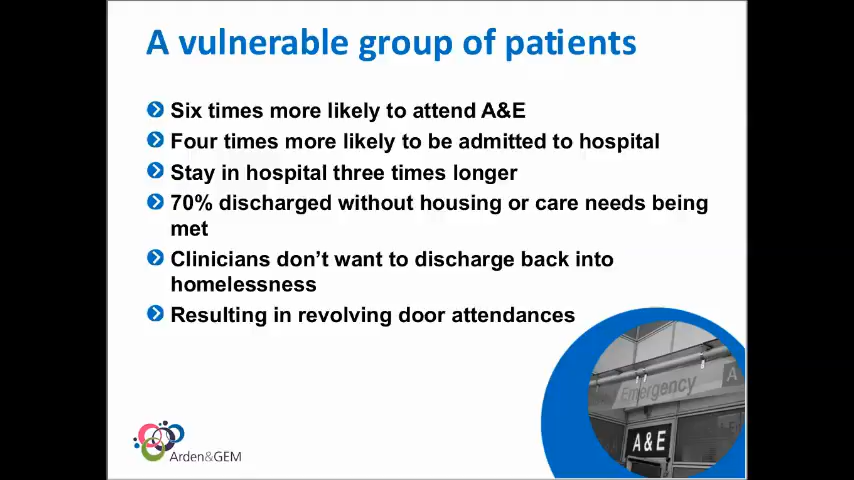 A vulnerable group of patients
Six times more likely to attend A&E
Four times more likely to be admitted to hospital
Stay in hospital three times longer
70% discharged without housing or care needs being
met
Clinicians don’t want to discharge back into
homelessness
Resulting in revolving door attendances
Emergency
A
A&E
Arden&GEM